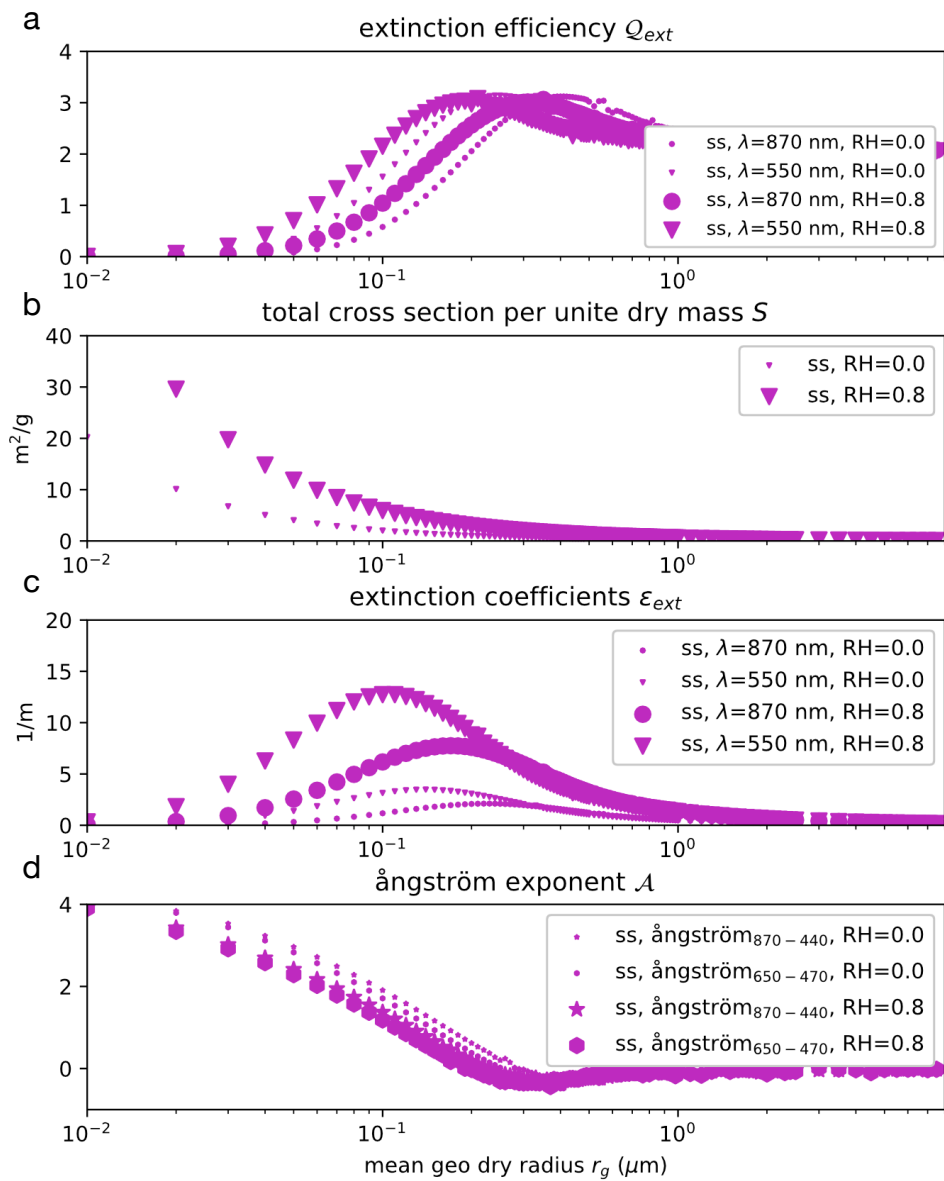 a
extinction efficiency 𝒬ext
4
3
2
1
0
ss, λ=870 nm, RH=0.0
ss, λ=550 nm, RH=0.0
ss, λ=870 nm, RH=0.8
ss, λ=550 nm, RH=0.8
10⁻² 10⁻¹ 10⁰
b
total cross section per unite dry mass S
40
30
20
10
0
m²/g
ss, RH=0.0
ss, RH=0.8
10⁻² 10⁻¹ 10⁰
c
extinction coefficients εext
20
15
10
5
0
1/m
ss, λ=870 nm, RH=0.0
ss, λ=550 nm, RH=0.0
ss, λ=870 nm, RH=0.8
ss, λ=550 nm, RH=0.8
10⁻² 10⁻¹ 10⁰
d
ångström exponent 𝒜
4
2
0
ss, ångström₈₇₀₋₄₄₀, RH=0.0
ss, ångström₆₅₀₋₄₇₀, RH=0.0
ss, ångström₈₇₀₋₄₄₀, RH=0.8
ss, ångström₆₅₀₋₄₇₀, RH=0.8
10⁻² 10⁻¹ 10⁰
mean geo dry radius rg (μm)